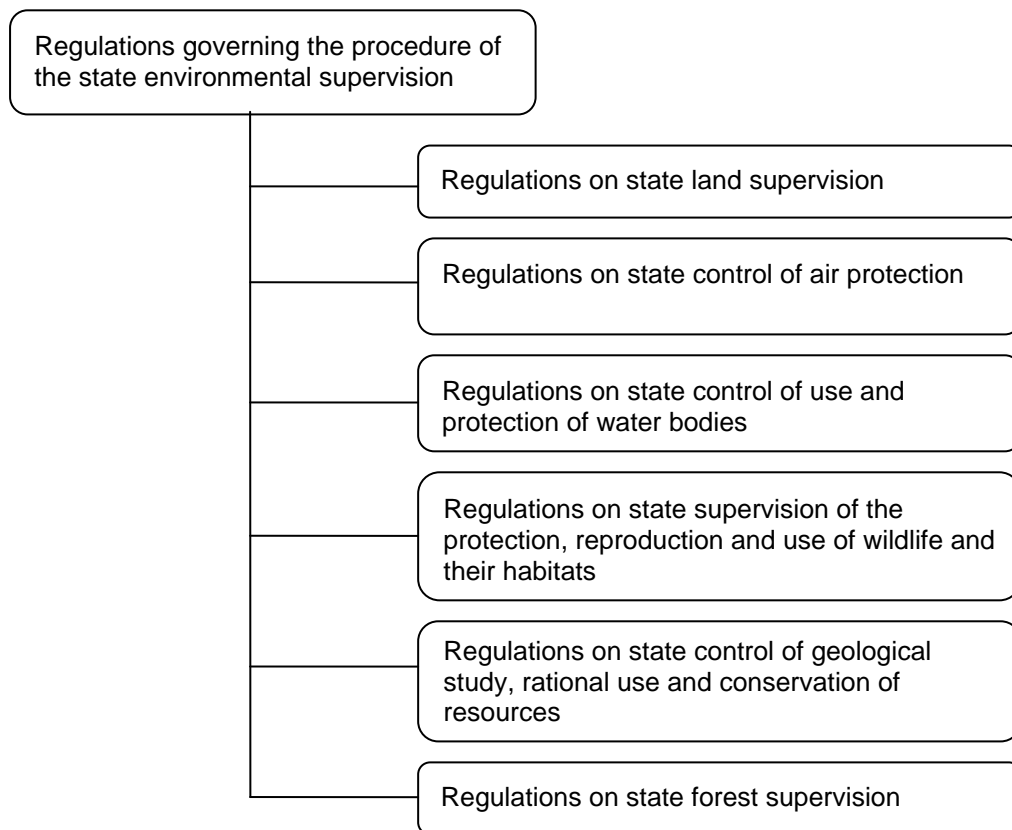 Regulations governing the procedure of
the state environmental supervision
Regulations on state land supervision
Regulations on state control of air protection
Regulations on state control of use and
protection of water bodies
Regulations on state supervision of the
protection, reproduction and use of wildlife and
their habitats
Regulations on state control of geological
study, rational use and conservation of
resources
Regulations on state forest supervision